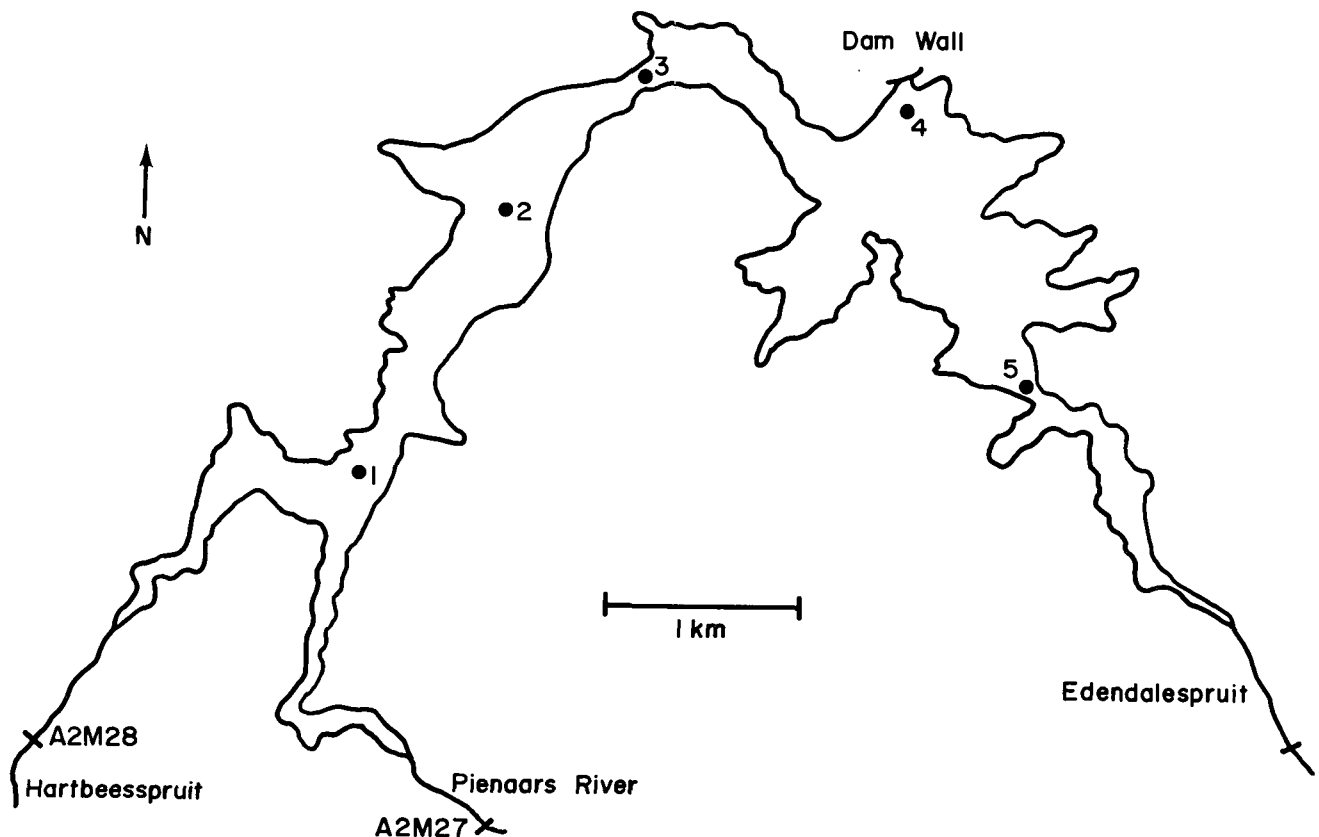 Dam Wall
3
4
2
N
5
1
1 km
Edendalespruit
A2M28
Hartbeesspruit
Pienaars River
A2M27